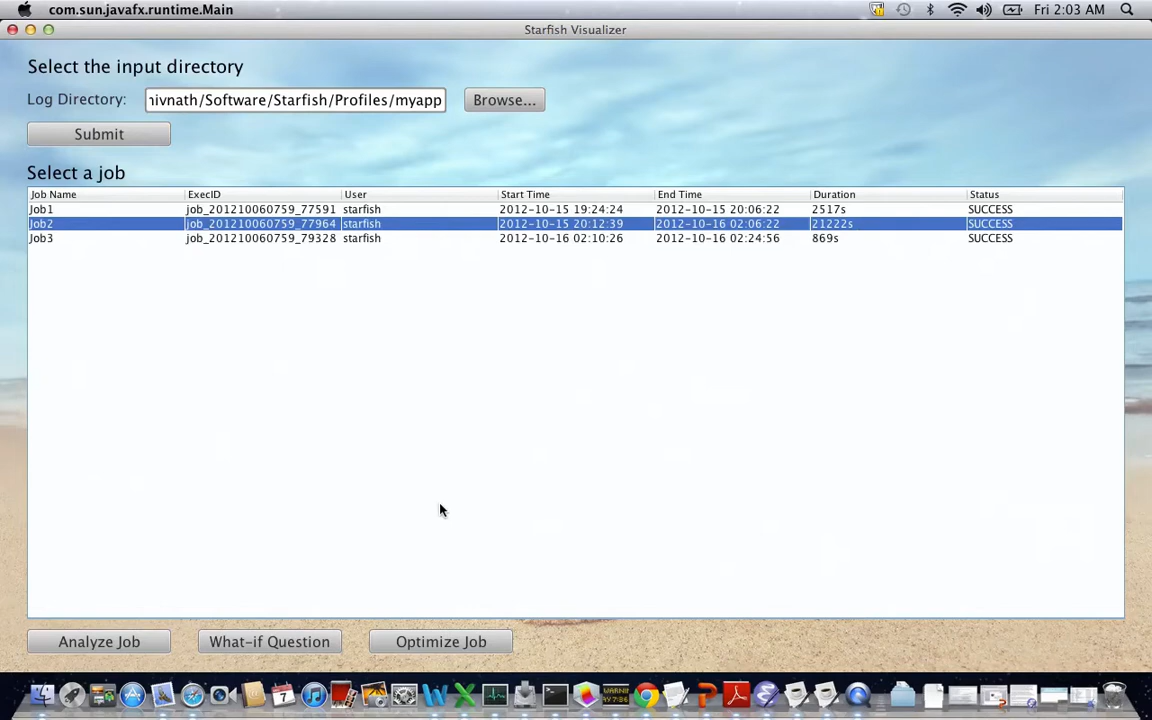 com.sun.javafx.runtime.Main Fri 2:03 AM
Starfish Visualizer
Select the input directory
Log Directory: hivnath/Software/Starfish/Profiles/myapp Browse...
Submit
Select a job
Job Name ExecID User Start Time End Time Duration Status
Job1 job_201210060759_77591 starfish 2012-10-15 19:24:24 2012-10-15 20:06:22 2517s SUCCESS
Job2 job_201210060759_77964 starfish 2012-10-15 20:12:39 2012-10-16 02:06:22 21222s SUCCESS
Job3 job_201210060759_79328 starfish 2012-10-16 02:10:26 2012-10-16 02:24:56 869s SUCCESS
Analyze Job What-if Question Optimize Job
7